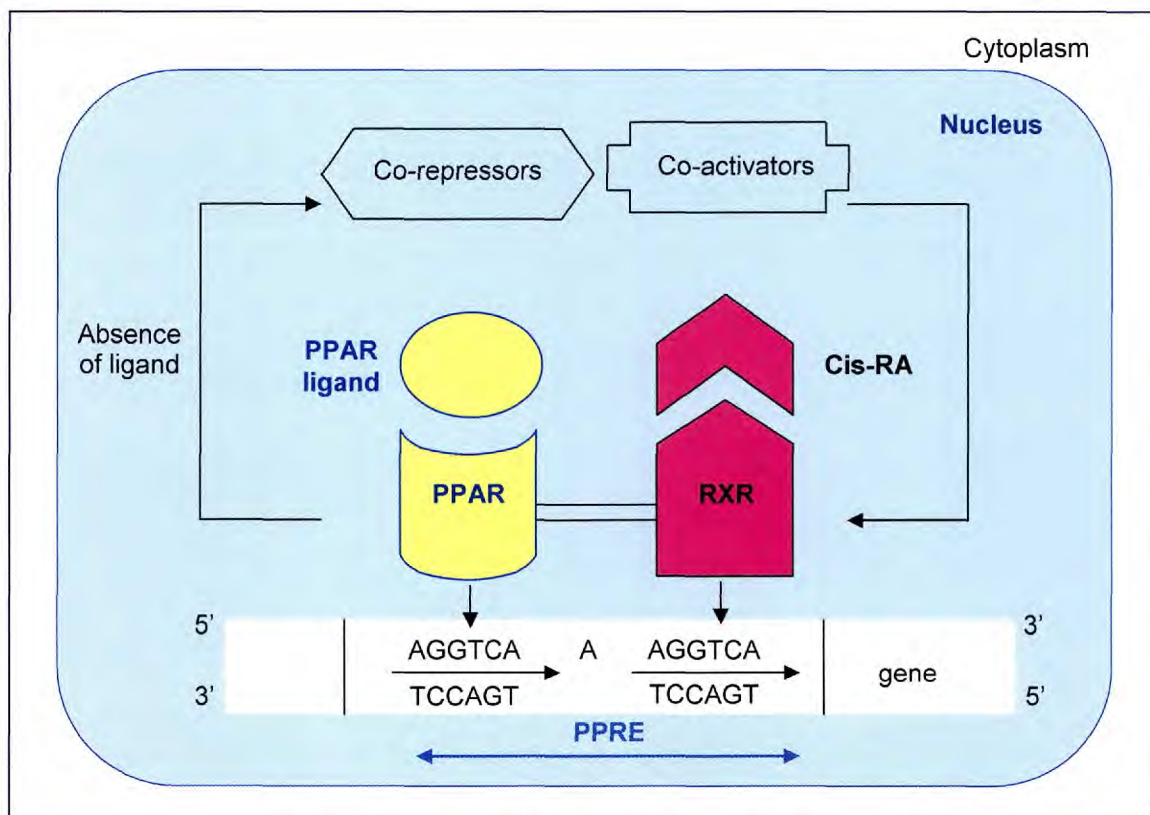 Cytoplasm
Nucleus
Co-repressors
Co-activators
Absence
of ligand
PPAR
ligand
Cis-RA
PPAR
RXR
5’
3’
AGGTCA A AGGTCA
gene
3’
5’
TCCAGT TCCAGT
PPRE